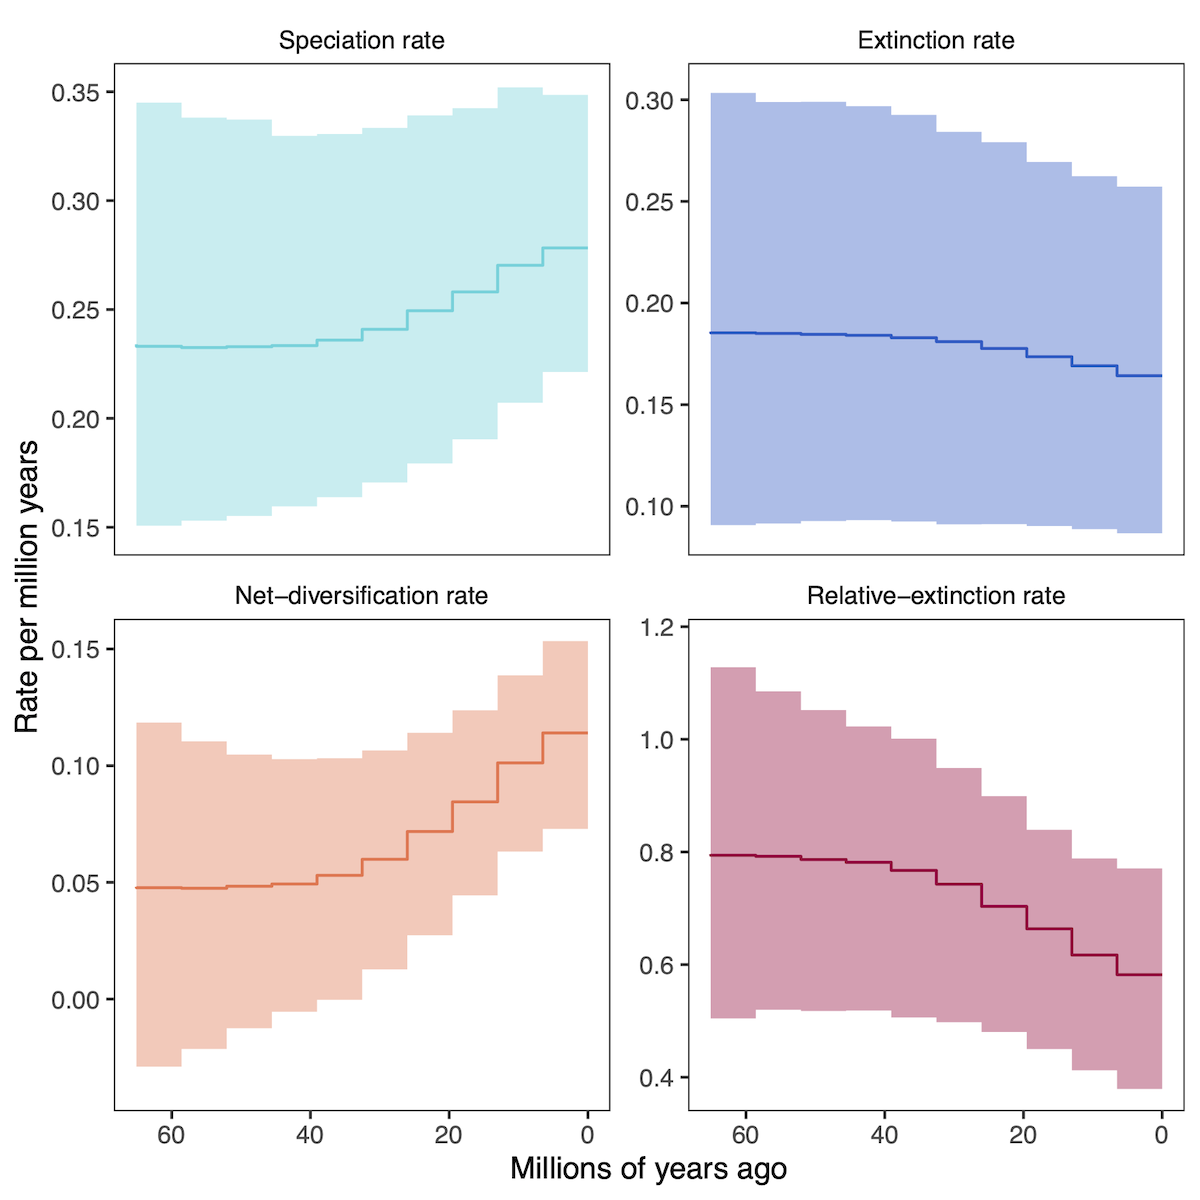 Speciation rate
Extinction rate
0.35
0.30
0.25
0.20
0.15
0.30
0.25
0.20
0.15
0.10
Rate per million years
Net−diversification rate
Relative−extinction rate
0.15
0.10
0.05
0.00
1.2
1.0
0.8
0.6
0.4
60 40 20 0
60 40 20 0
Millions of years ago